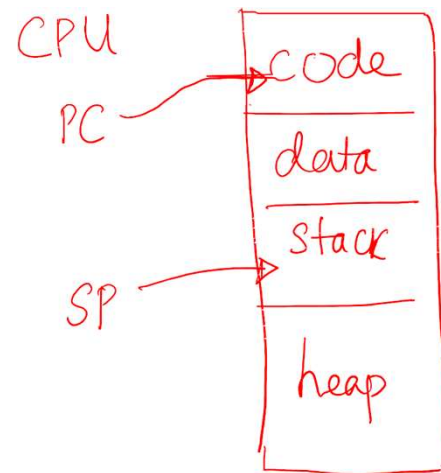 CPU
PC
SP
code
data
stack
heap